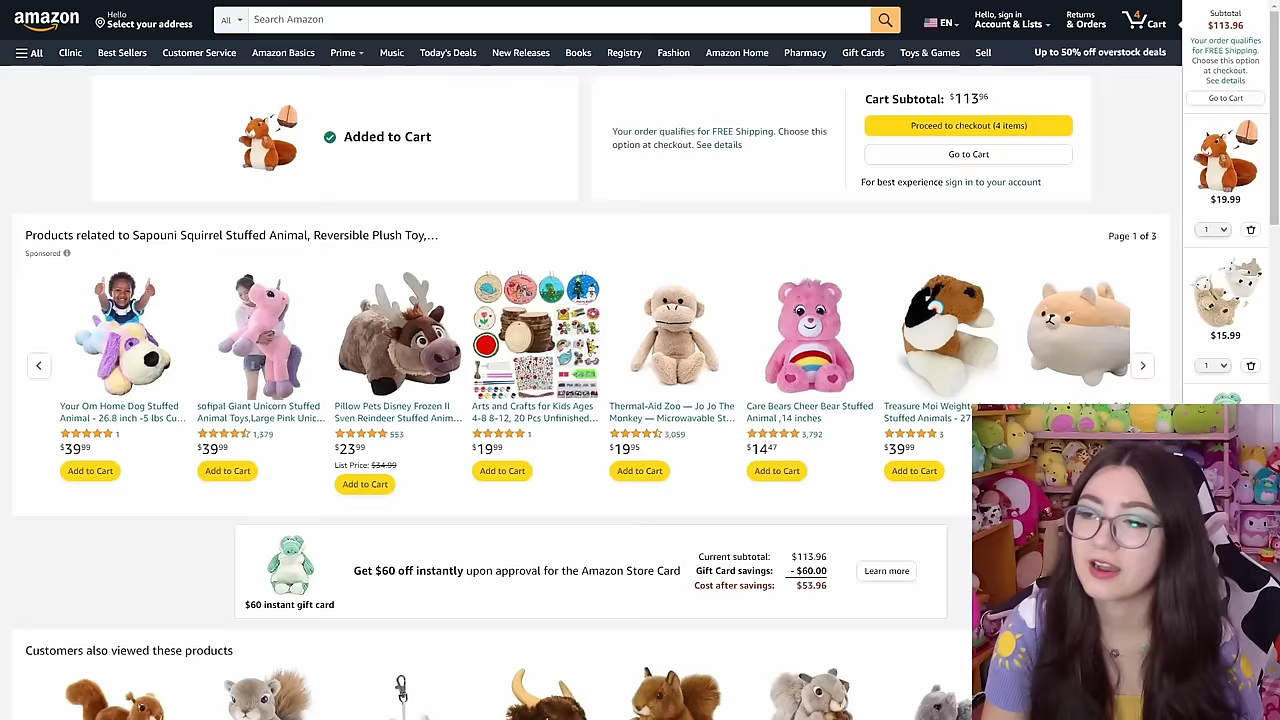 amazon
Hello
Select your address
All
Search Amazon
EN
Hello, sign in
Account & Lists
Returns
& Orders
4
Cart
All
Clinic
Best Sellers
Customer Service
Amazon Basics
Prime
Music
Today's Deals
New Releases
Books
Registry
Fashion
Amazon Home
Pharmacy
Gift Cards
Toys & Games
Sell
Up to 50% off overstock deals
Subtotal
$113.96
Your order qualifies
for FREE Shipping.
Choose this option
at checkout.
See details
Go to Cart
$19.99
1
$15.99
1
Added to Cart
Your order qualifies for FREE Shipping. Choose this
option at checkout. See details
Cart Subtotal: $113.96
Proceed to checkout (4 items)
Go to Cart
For best experience sign in to your account
Products related to Sapouni Squirrel Stuffed Animal, Reversible Plush Toy,…
Page 1 of 3
Sponsored
Your Om Home Dog Stuffed
Animal - 26.8 inch -5 lbs Cu…
1
$39.99
Add to Cart
sofipal Giant Unicorn Stuffed
Animal Toys,Large Pink Unic…
1,379
$39.99
Add to Cart
Pillow Pets Disney Frozen II
Sven Reindeer Stuffed Anim…
553
$23.99
List Price: $34.99
Add to Cart
Arts and Crafts for Kids Ages
4-8 8-12, 20 Pcs Unfinished…
1
$19.99
Add to Cart
Thermal-Aid Zoo — Jo Jo The
Monkey — Microwavable St…
3,059
$19.95
Add to Cart
Care Bears Cheer Bear Stuffed
Animal ,14 inches
3,792
$14.47
Add to Cart
Treasure Moi Weight
Stuffed Animals - 27
3
$39.99
Add to Cart
$60 instant gift card
Get $60 off instantly upon approval for the Amazon Store Card
Current subtotal: $113.96
Gift Card savings: - $60.00
Cost after savings: $53.96
Learn more
Customers also viewed these products